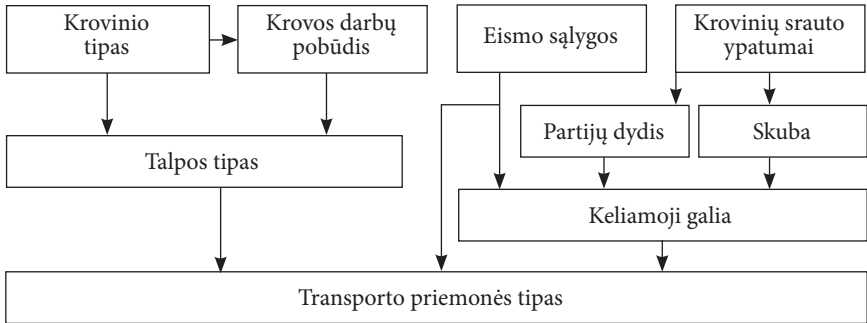 Krovinio
tipas
Krovos darbų
pobūdis
Eismo sąlygos
Krovinių srauto
ypatumai
Partijų dydis
Skuba
Talpos tipas
Keliamoji galia
Transporto priemonės tipas